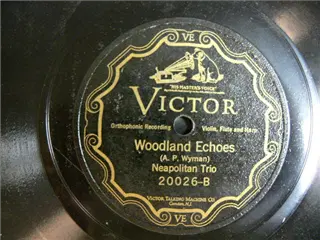 VE
"HIS MASTER'S VOICE"
VICTOR
Orthophonic Recording Violin, Flute and Harp
Woodland Echoes
(A. P. Wyman)
Neapolitan Trio
20026-B
VICTOR TALKING MACHINE CO.
Camden, N.J.
VE